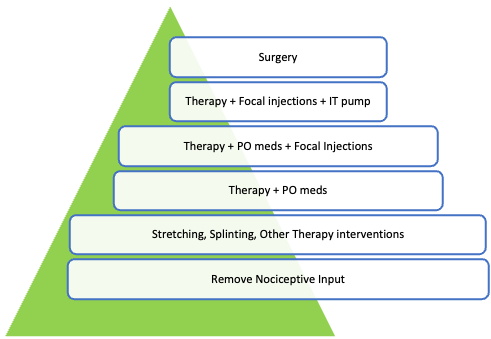 Surgery
Therapy + Focal injections + IT pump
Therapy + PO meds + Focal Injections
Therapy + PO meds
Stretching, Splinting, Other Therapy interventions
Remove Nociceptive Input